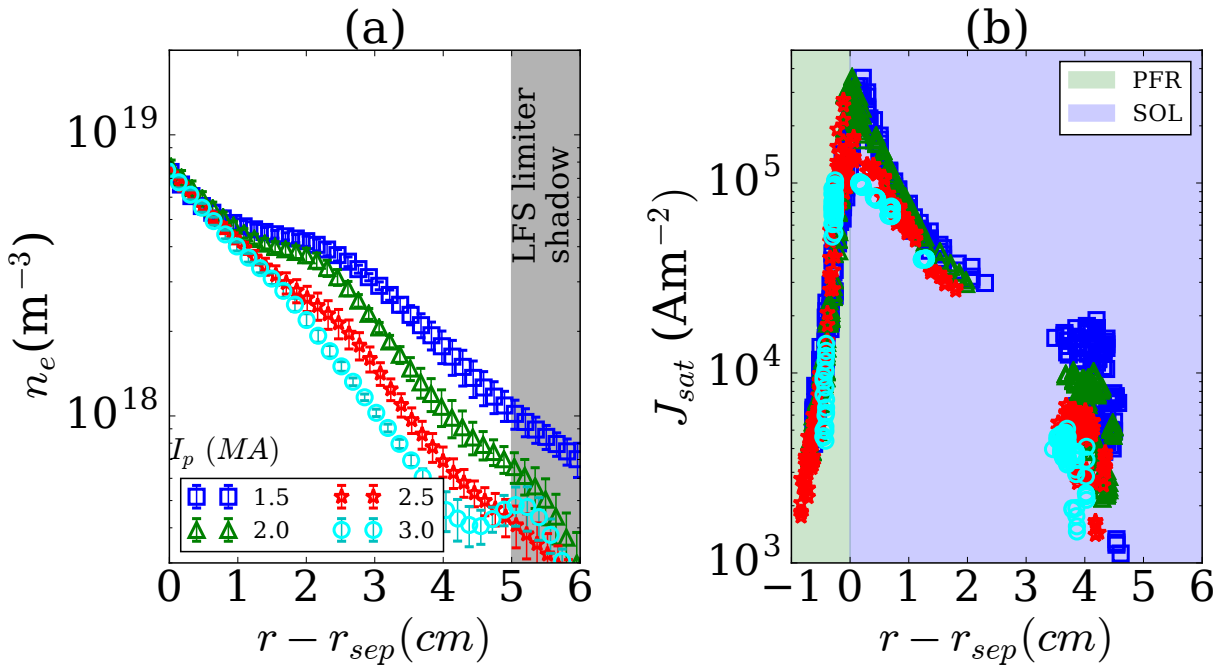 (a)
10^19
10^18
n_e(m^−3)
LFS limiter
shadow
I_p (MA)
1.5
2.5
2.0
3.0
0 1 2 3 4 5 6
r − r_sep(cm)
(b)
PFR
SOL
10^5
10^4
10^3
J_sat (Am^−2)
−1 0 1 2 3 4 5 6
r − r_sep(cm)